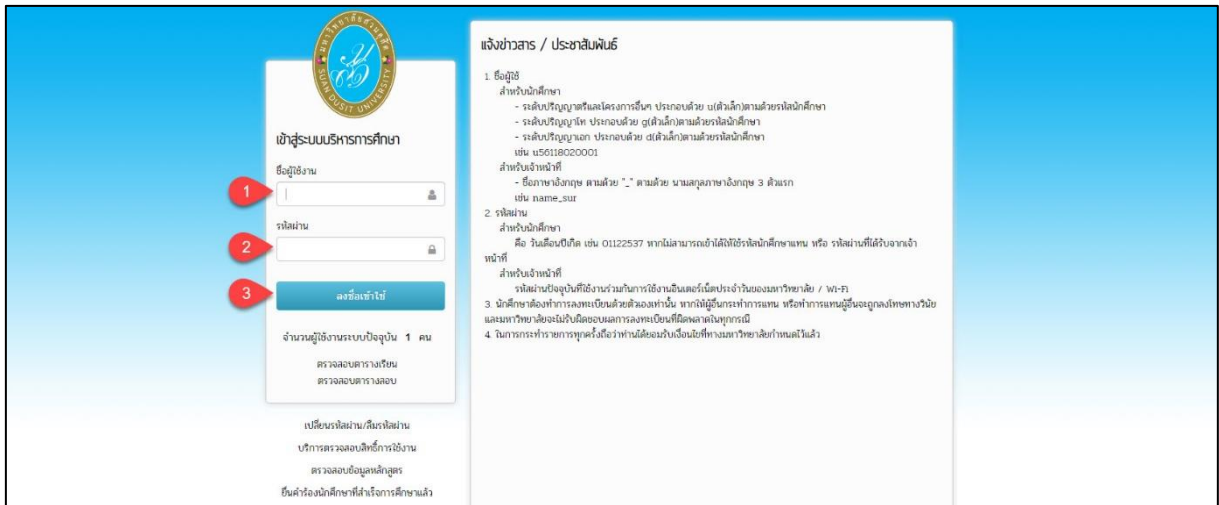 มหาวิทยาลัยสวนดุสิต
SUAN DUSIT UNIVERSITY
เข้าสู่ระบบบริหารการศึกษา
ชื่อผู้ใช้งาน
1
รหัสผ่าน
2
3
ลงชื่อเข้าใช้
จำนวนผู้ใช้งานระบบปัจจุบัน 1 คน
ตรวจสอบตารางเรียน
ตรวจสอบตารางสอบ
เปลี่ยนรหัสผ่าน/ลืมรหัสผ่าน
บริการตรวจสอบสิทธิ์การใช้งาน
ตรวจสอบข้อมูลหลักสูตร
ยื่นคำร้องนักศึกษาที่สำเร็จการศึกษาแล้ว
แจ้งข่าวสาร / ประชาสัมพันธ์
1. ชื่อผู้ใช้
สำหรับนักศึกษา
- ระดับปริญญาตรีและโครงการอื่นๆ ประกอบด้วย u(ตัวเล็ก)ตามด้วยรหัสนักศึกษา
- ระดับปริญญาโท ประกอบด้วย g(ตัวเล็ก)ตามด้วยรหัสนักศึกษา
- ระดับปริญญาเอก ประกอบด้วย d(ตัวเล็ก)ตามด้วยรหัสนักศึกษา
เช่น u56118020001
สำหรับเจ้าหน้าที่
- ชื่อภาษาอังกฤษ ตามด้วย "_" ตามด้วย นามสกุลภาษาอังกฤษ 3 ตัวแรก
เช่น name_sur
2. รหัสผ่าน
สำหรับนักศึกษา
คือ วันเดือนปีเกิด เช่น 01122537 หากไม่สามารถเข้าได้ให้ใช้รหัสนักศึกษาแทน หรือ รหัสผ่านที่ได้รับจากเจ้า
หน้าที่
สำหรับเจ้าหน้าที่
รหัสผ่านปัจจุบันที่ใช้งานร่วมกับการใช้งานอินเตอร์เน็ตประจำวันของมหาวิทยาลัย / Wi-Fi
3. นักศึกษาต้องทำการลงทะเบียนด้วยตัวเองเท่านั้น หากให้ผู้อื่นกระทำการแทน หรือทำการแทนผู้อื่นจะถูกลงโทษทางวินัย
และมหาวิทยาลัยจะไม่รับผิดชอบผลการลงทะเบียนที่ผิดพลาดในทุกกรณี
4. ในการกระทำรายการทุกครั้งถือว่าท่านได้ยอมรับเงื่อนไขที่ทางมหาวิทยาลัยกำหนดไว้แล้ว